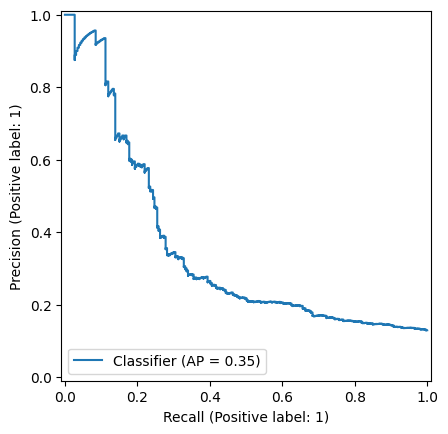 1.0
0.8
0.6
0.4
0.2
0.0
Precision (Positive label: 1)
Classifier (AP = 0.35)
0.0 0.2 0.4 0.6 0.8 1.0
Recall (Positive label: 1)